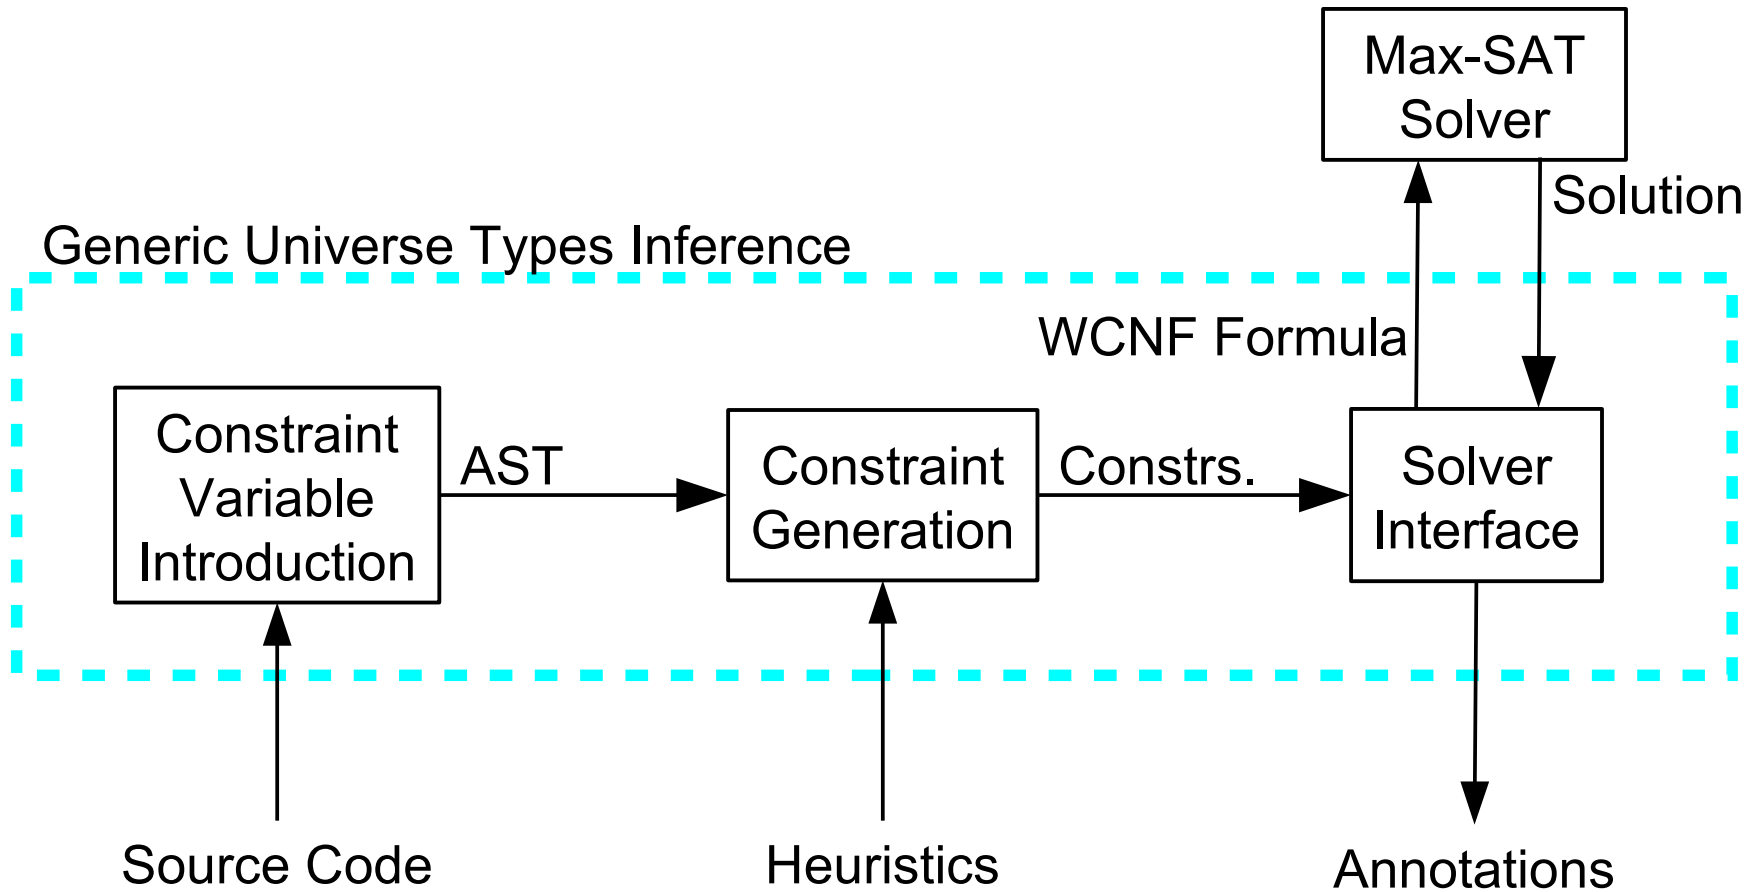 Max-SAT
Solver
Solution
Generic Universe Types Inference
WCNF Formula
Constraint
Variable
Introduction
AST
Constraint
Generation
Constrs.
Solver
Interface
Source Code
Heuristics
Annotations